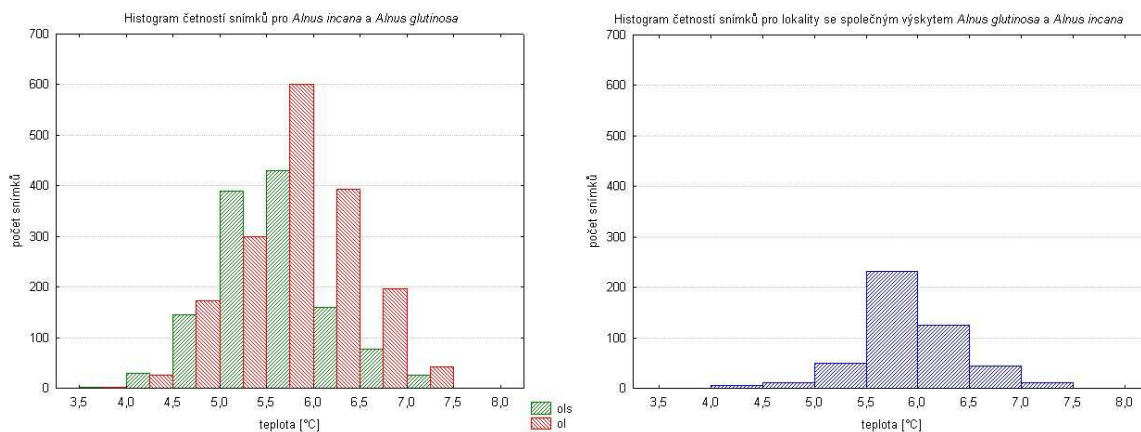 Histogram četností snímků pro Alnus incana a Alnus glutinosa
700
600
500
400
300
200
100
0
počet snímků
3,5 4,0 4,5 5,0 5,5 6,0 6,5 7,0 7,5 8,0
teplota [°C]
ols
ol
Histogram četností snímků pro lokality se společným výskytem Alnus glutinosa a Alnus incana
700
600
500
400
300
200
100
0
počet snímků
3,5 4,0 4,5 5,0 5,5 6,0 6,5 7,0 7,5 8,0
teplota [°C]